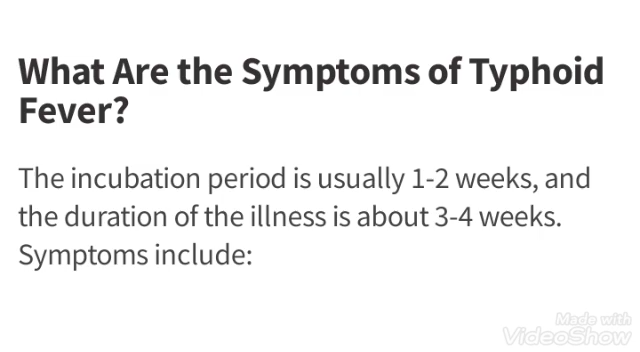 What Are the Symptoms of Typhoid
Fever?
The incubation period is usually 1-2 weeks, and
the duration of the illness is about 3-4 weeks.
Symptoms include:
Made with
VideoShow